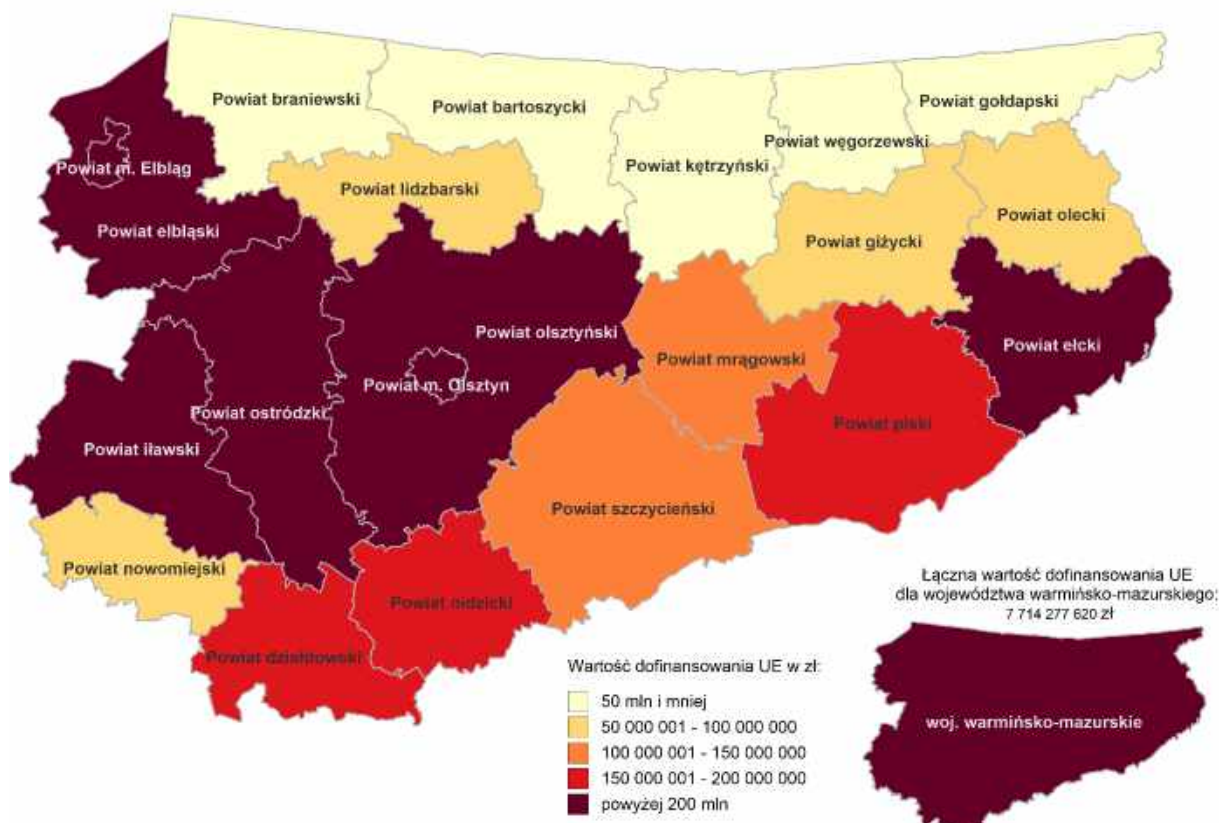 Powiat braniewski
Powiat bartoszycki
Powiat gołdapski
Powiat węgorzewski
Powiat kętrzyński
Powiat m. Elbląg
Powiat lidzbarski
Powiat olecki
Powiat elbląski
Powiat giżycki
Powiat olsztyński
Powiat ełcki
Powiat mrągowski
Powiat m. Olsztyn
Powiat ostródzki
Powiat piski
Powiat iławski
Powiat szczycieński
Powiat nowomiejski
Powiat nidzicki
Powiat działdowski
Łączna wartość dofinansowania UE
dla województwa warmińsko-mazurskiego:
7 714 277 620 zł
woj. warmińsko-mazurskie
Wartość dofinansowania UE w zł:
50 mln i mniej
50 000 001 - 100 000 000
100 000 001 - 150 000 000
150 000 001 - 200 000 000
powyżej 200 mln